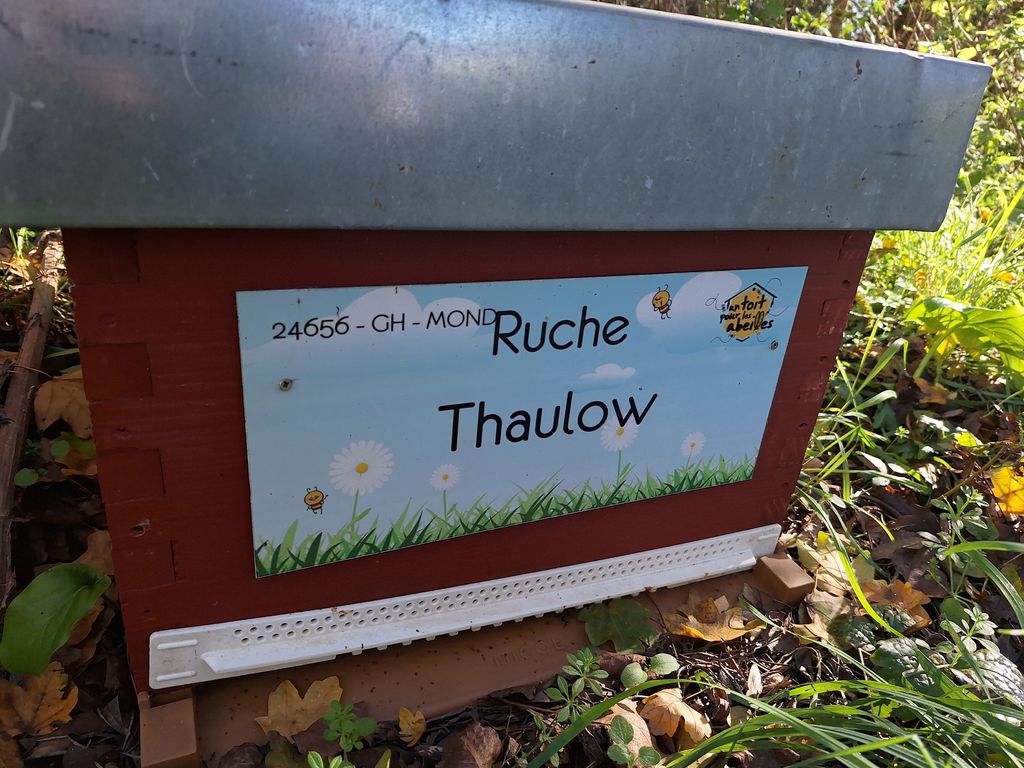 24656 - GH - MOND
Ruche
Thaulow
Un toit
pour les
abeilles